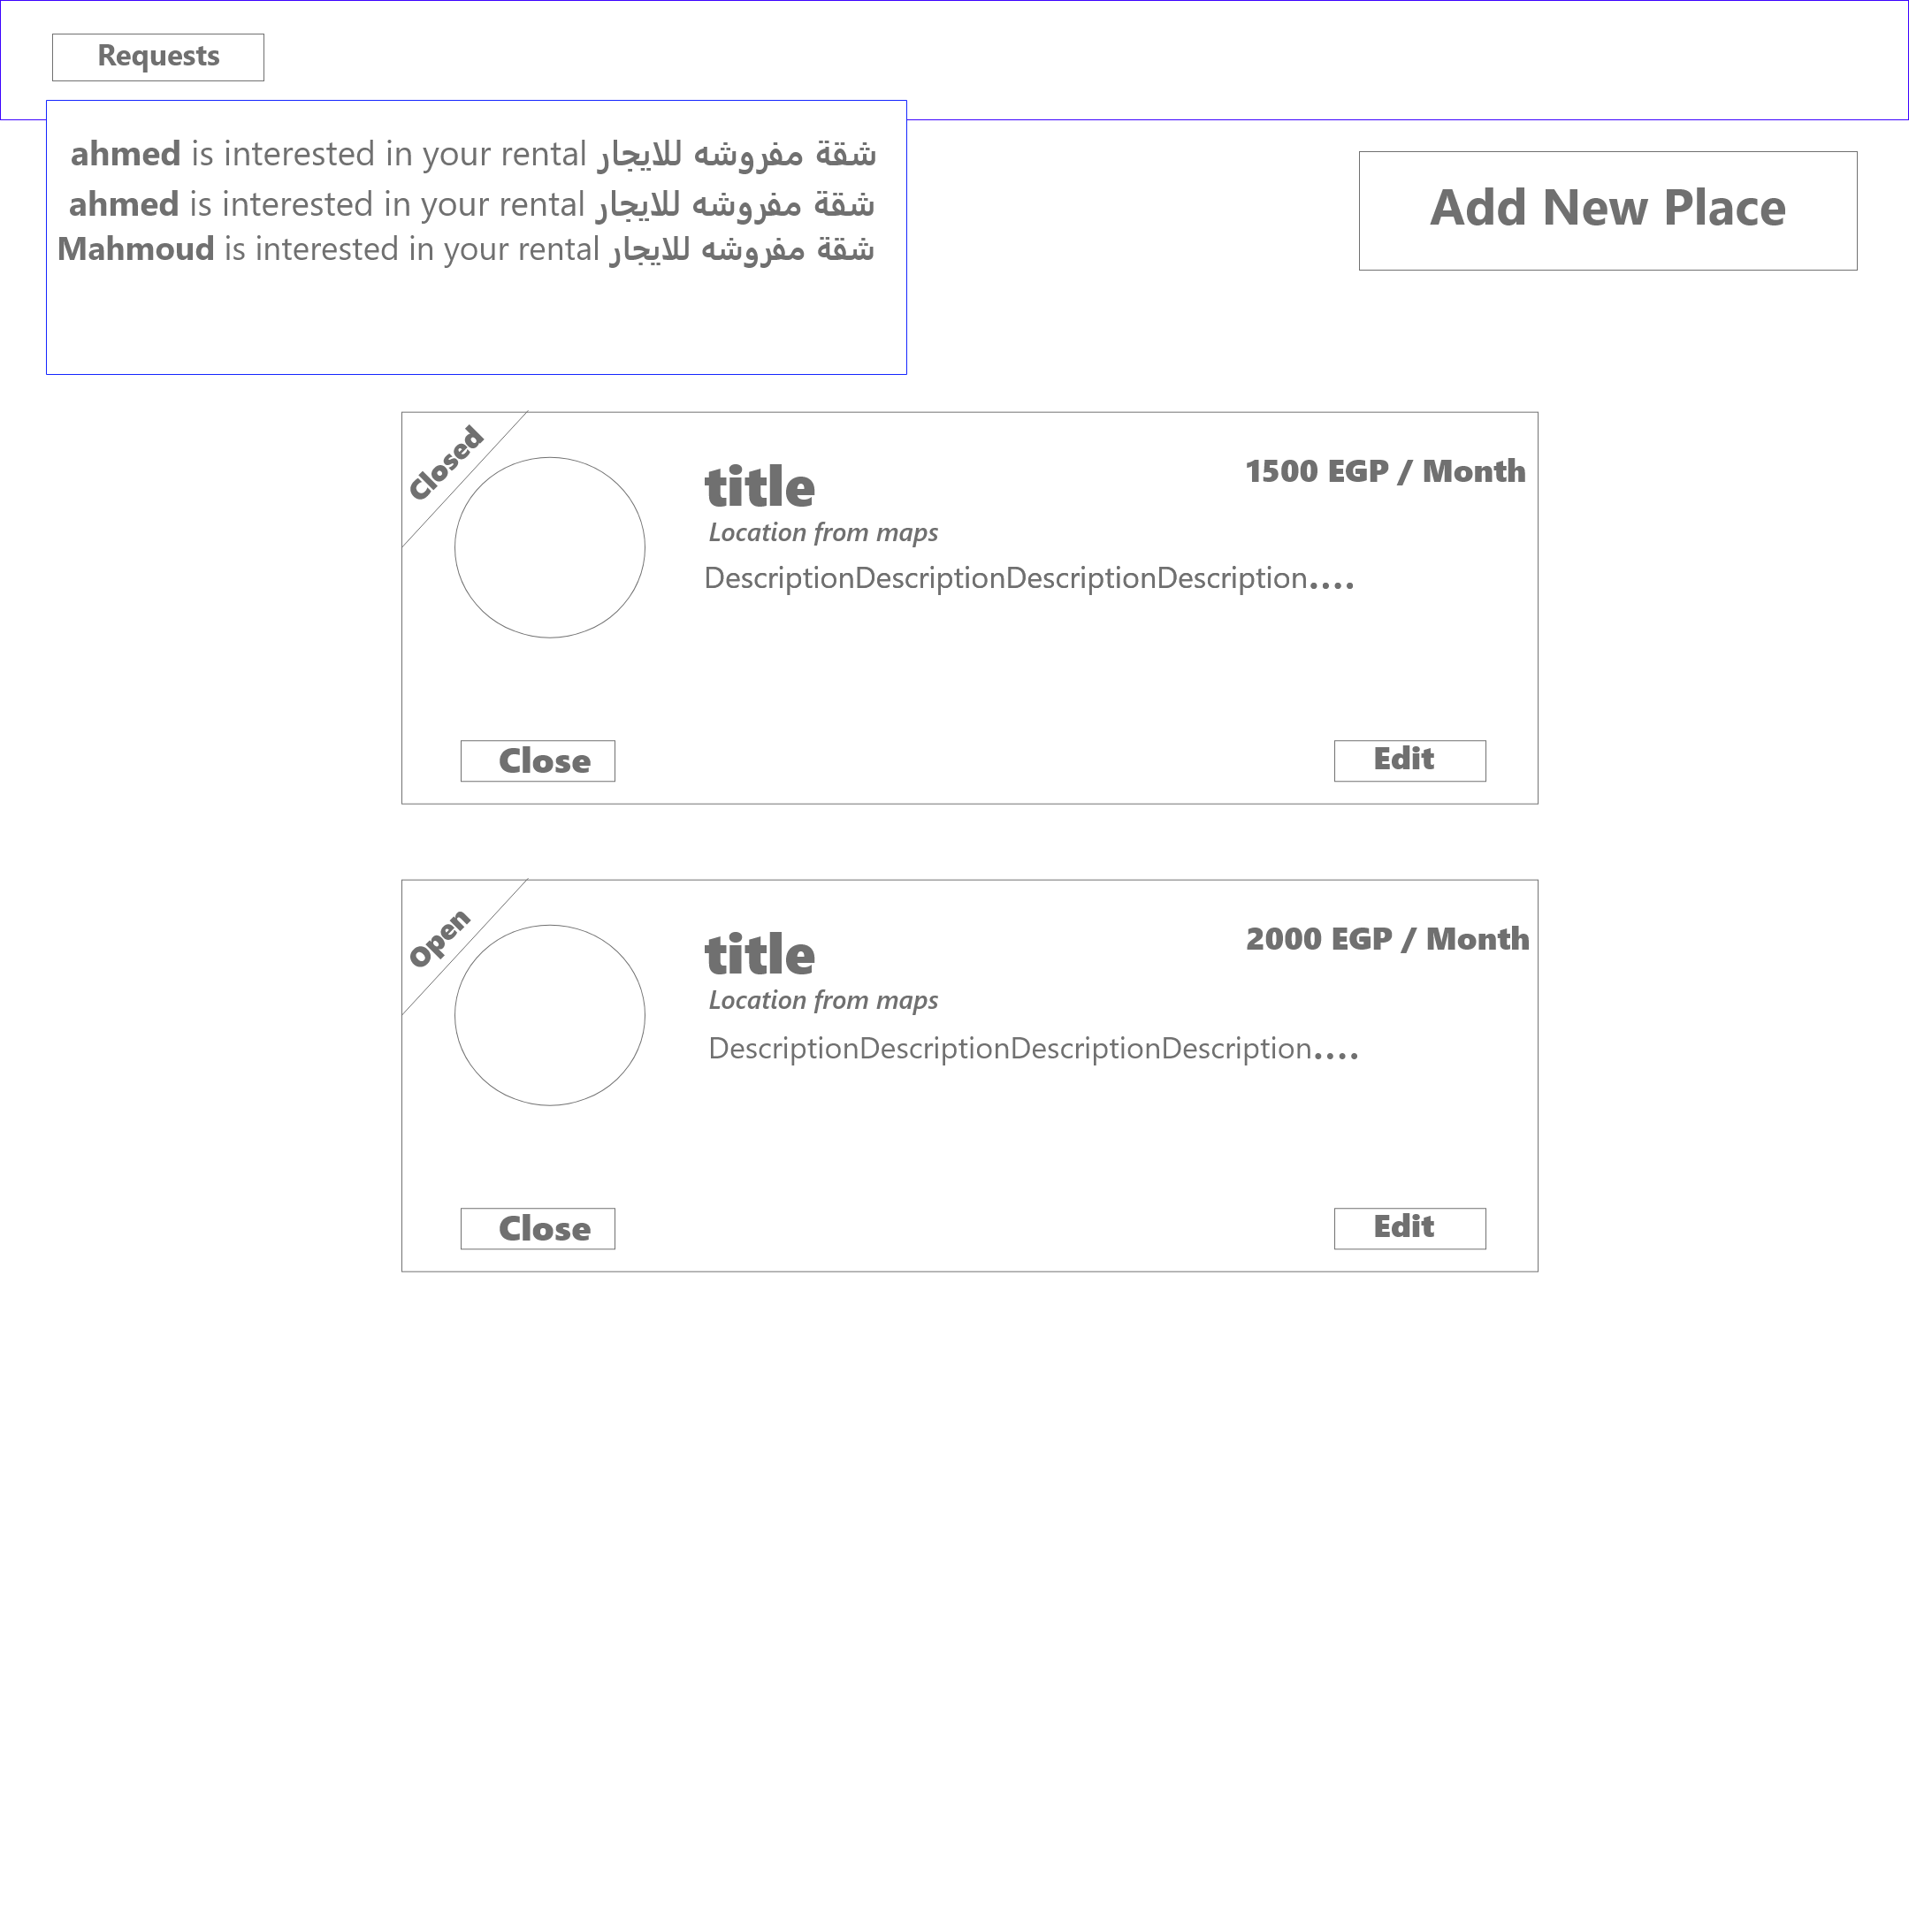 Requests
ahmed is interested in your rental شقة مفروشه للايجار
ahmed is interested in your rental شقة مفروشه للايجار
Mahmoud is interested in your rental شقة مفروشه للايجار
Add New Place
Closed
title
1500 EGP / Month
Location from maps
DescriptionDescriptionDescriptionDescription....
Close
Edit
Open
title
2000 EGP / Month
Location from maps
DescriptionDescriptionDescriptionDescription....
Close
Edit